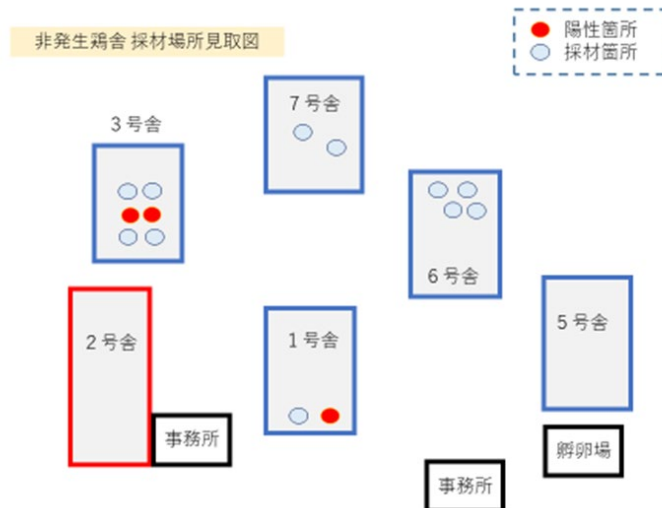 非発生鶏舎 採材場所見取図
陽性箇所
採材箇所
7号舎
3号舎
6号舎
5号舎
2号舎
1号舎
事務所
孵卵場
事務所